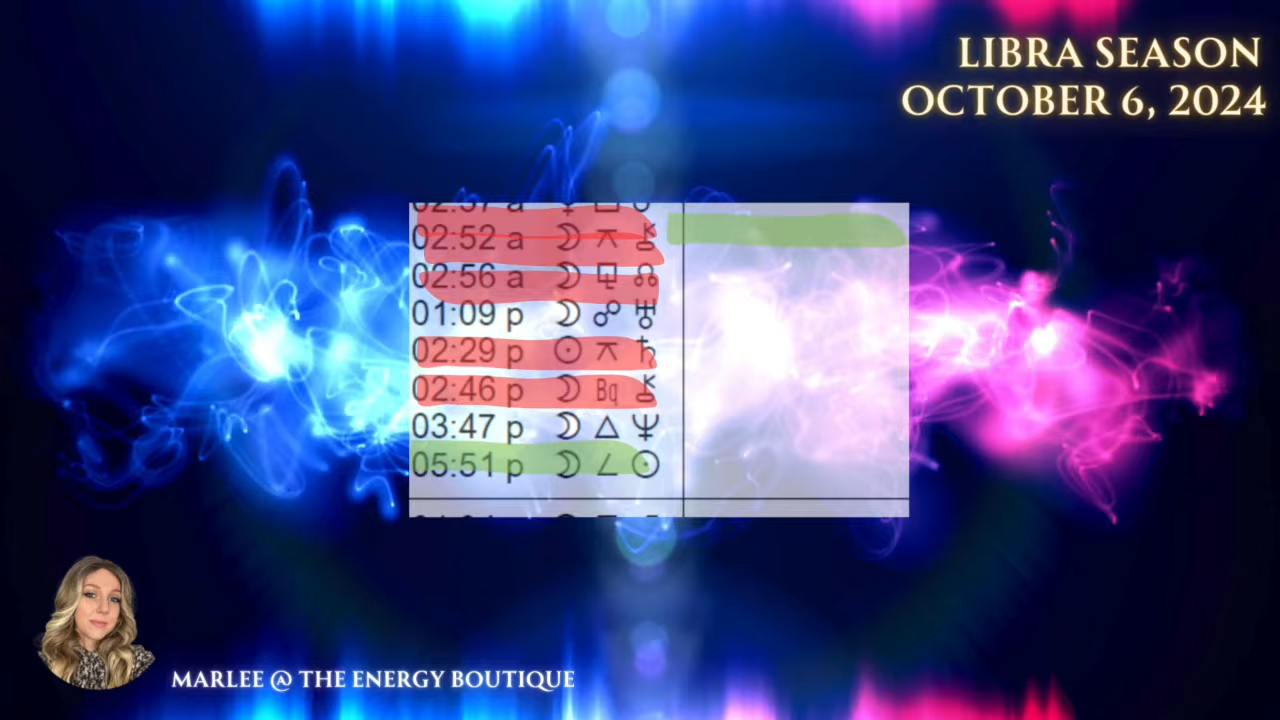 LIBRA SEASON
OCTOBER 6, 2024
02:52 a ☽ ⚻ ⚷
02:56 a ☽ ⚼ ☊
01:09 p ☽ ☍ ♅
02:29 p ☉ ⚻ ♄
02:46 p ☽ Bq ⚷
03:47 p ☽ △ ♆
05:51 p ☽ ∠ ☉
MARLEE @ THE ENERGY BOUTIQUE